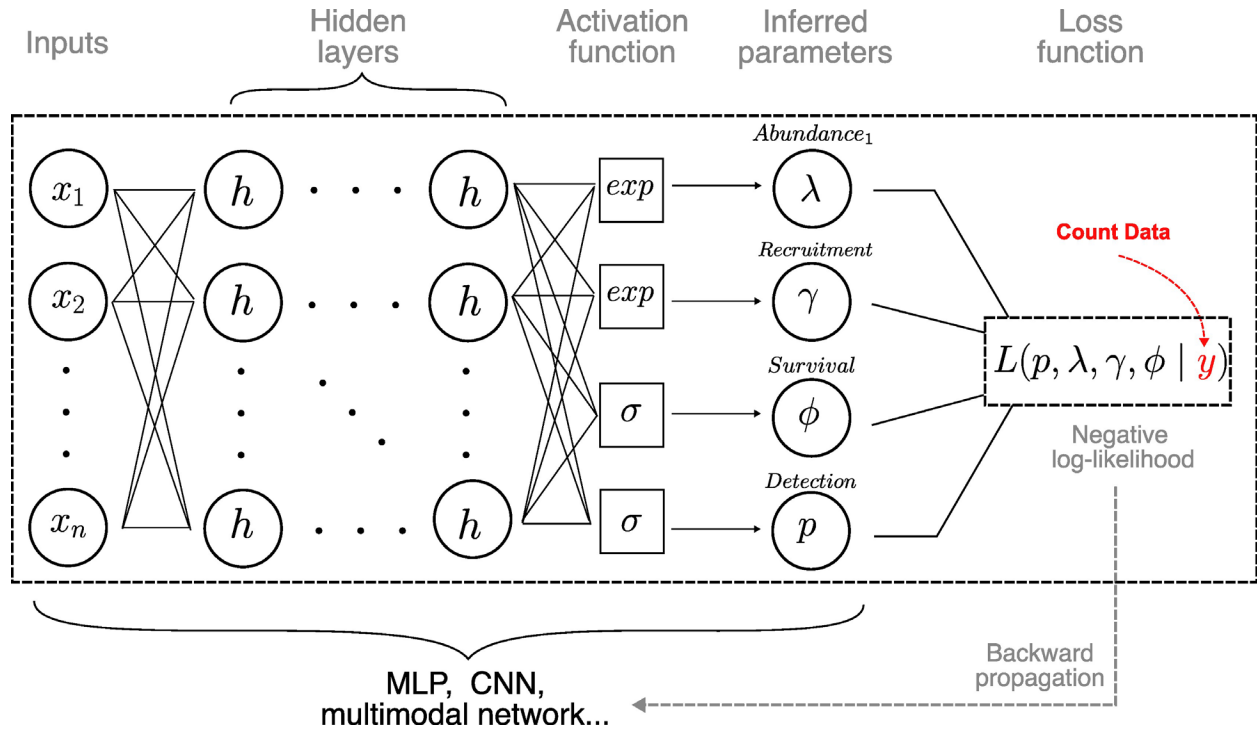 Inputs
Hidden
layers
Activation
function
Inferred
parameters
Loss
function
Abundance₁
x₁ h h exp λ
Count Data
Recruitment
x₂ h h exp γ
L(p, λ, γ, ϕ | y)
Survival
σ ϕ
Negative
log-likelihood
Detection
xₙ h h σ p
Backward
propagation
MLP, CNN,
multimodal network...